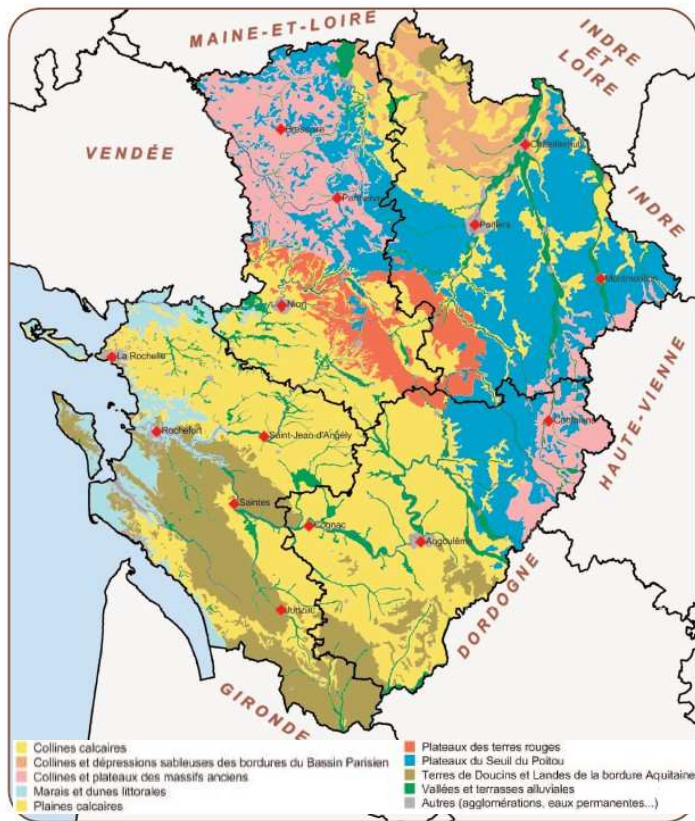 MAINE-ET-LOIRE
INDRE
ET
LOIRE
VENDÉE
Bressuire
Châtellerault
Parthenay
Poitiers
INDRE
Montmorillon
Niort
La Rochelle
HAUTE-VIENNE
Rochefort
Saint-Jean d'Angély
Confolens
Saintes
Cognac
Angoulême
DORDOGNE
Jonzac
GIRONDE
Collines calcaires
Collines et dépressions sableuses des bordures du Bassin Parisien
Collines et plateaux des massifs anciens
Marais et dunes littorales
Plaines calcaires
Plateaux des terres rouges
Plateaux du Seuil du Poitou
Terres de Doucins et Landes de la bordure Aquitaine
Vallées et terrasses alluviales
Autres (agglomérations, eaux permanentes...)